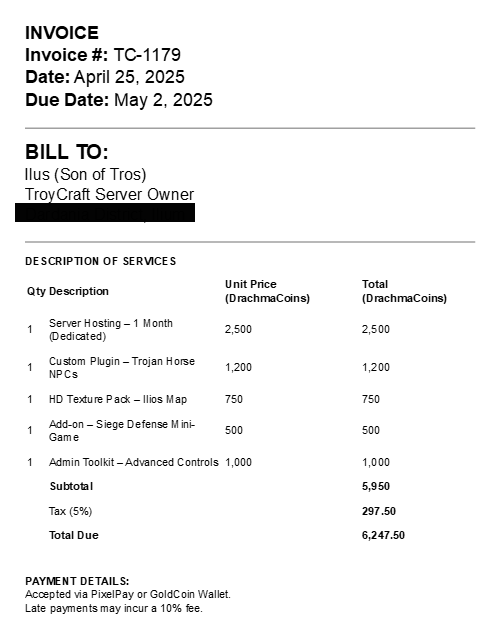 INVOICE
Invoice #: TC-1179
Date: April 25, 2025
Due Date: May 2, 2025
BILL TO:
Ilus (Son of Tros)
TroyCraft Server Owner
DESCRIPTION OF SERVICES
Qty Description Unit Price (DrachmaCoins) Total (DrachmaCoins)
1 Server Hosting – 1 Month (Dedicated) 2,500 2,500
1 Custom Plugin – Trojan Horse NPCs 1,200 1,200
1 HD Texture Pack – Ilios Map 750 750
1 Add-on – Siege Defense Mini-Game 500 500
1 Admin Toolkit – Advanced Controls 1,000 1,000
Subtotal 5,950
Tax (5%) 297.50
Total Due 6,247.50
PAYMENT DETAILS:
Accepted via PixelPay or GoldCoin Wallet.
Late payments may incur a 10% fee.